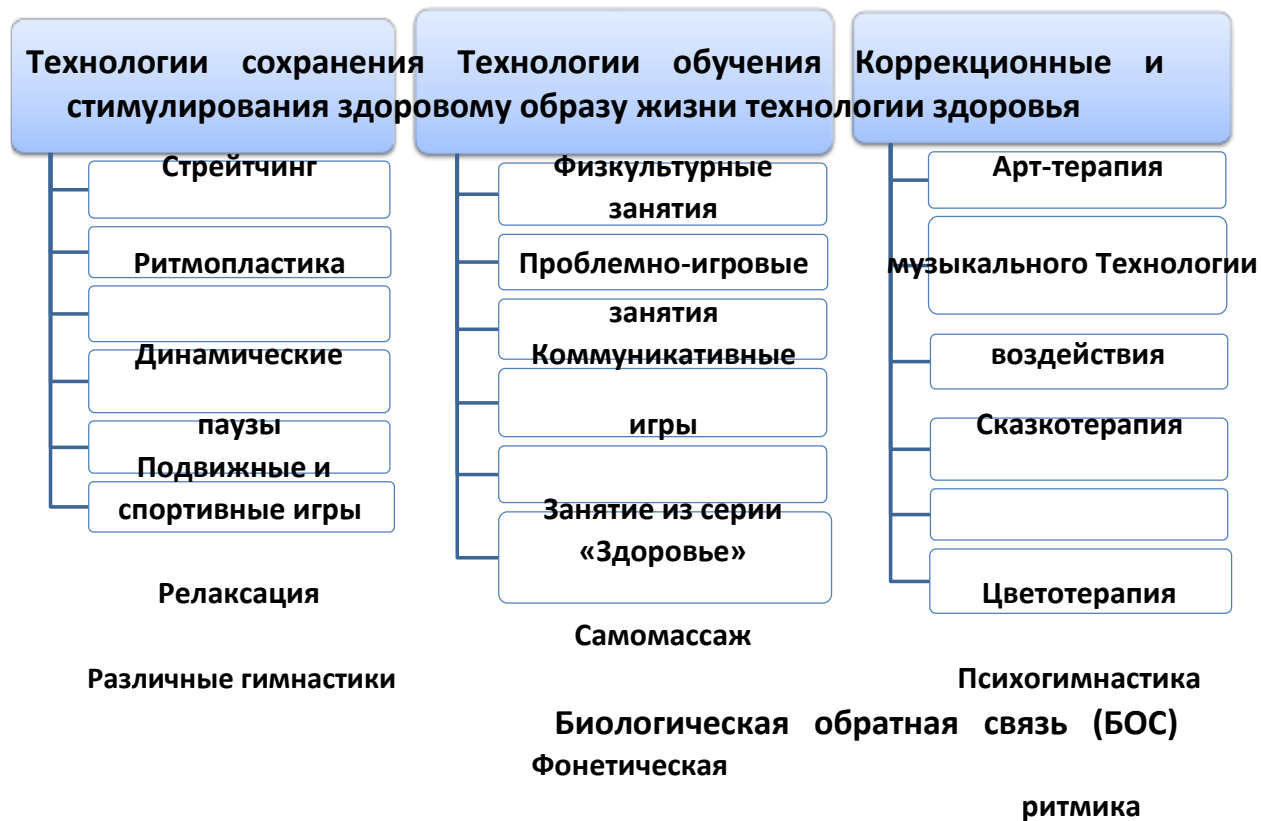 Технологии сохранения Технологии обучения Коррекционные и
стимулирования здоровому образу жизни технологии здоровья
Стрейтчинг
Ритмопластика
Динамические
паузы
Подвижные и
спортивные игры
Релаксация
Различные гимнастики
Физкультурные
занятия
Проблемно-игровые
занятия
Коммуникативные
игры
Занятие из серии
«Здоровье»
Самомассаж
Арт-терапия
музыкального Технологии
воздействия
Сказкотерапия
Цветотерапия
Психогимнастика
Биологическая обратная связь (БОС)
Фонетическая
ритмика